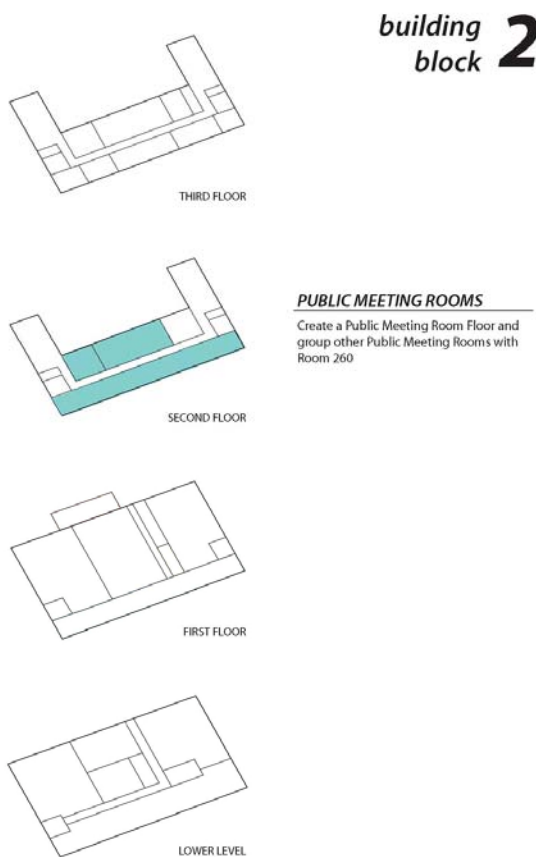 building
block 2
THIRD FLOOR
PUBLIC MEETING ROOMS
Create a Public Meeting Room Floor and
group other Public Meeting Rooms with
Room 260
SECOND FLOOR
FIRST FLOOR
LOWER LEVEL